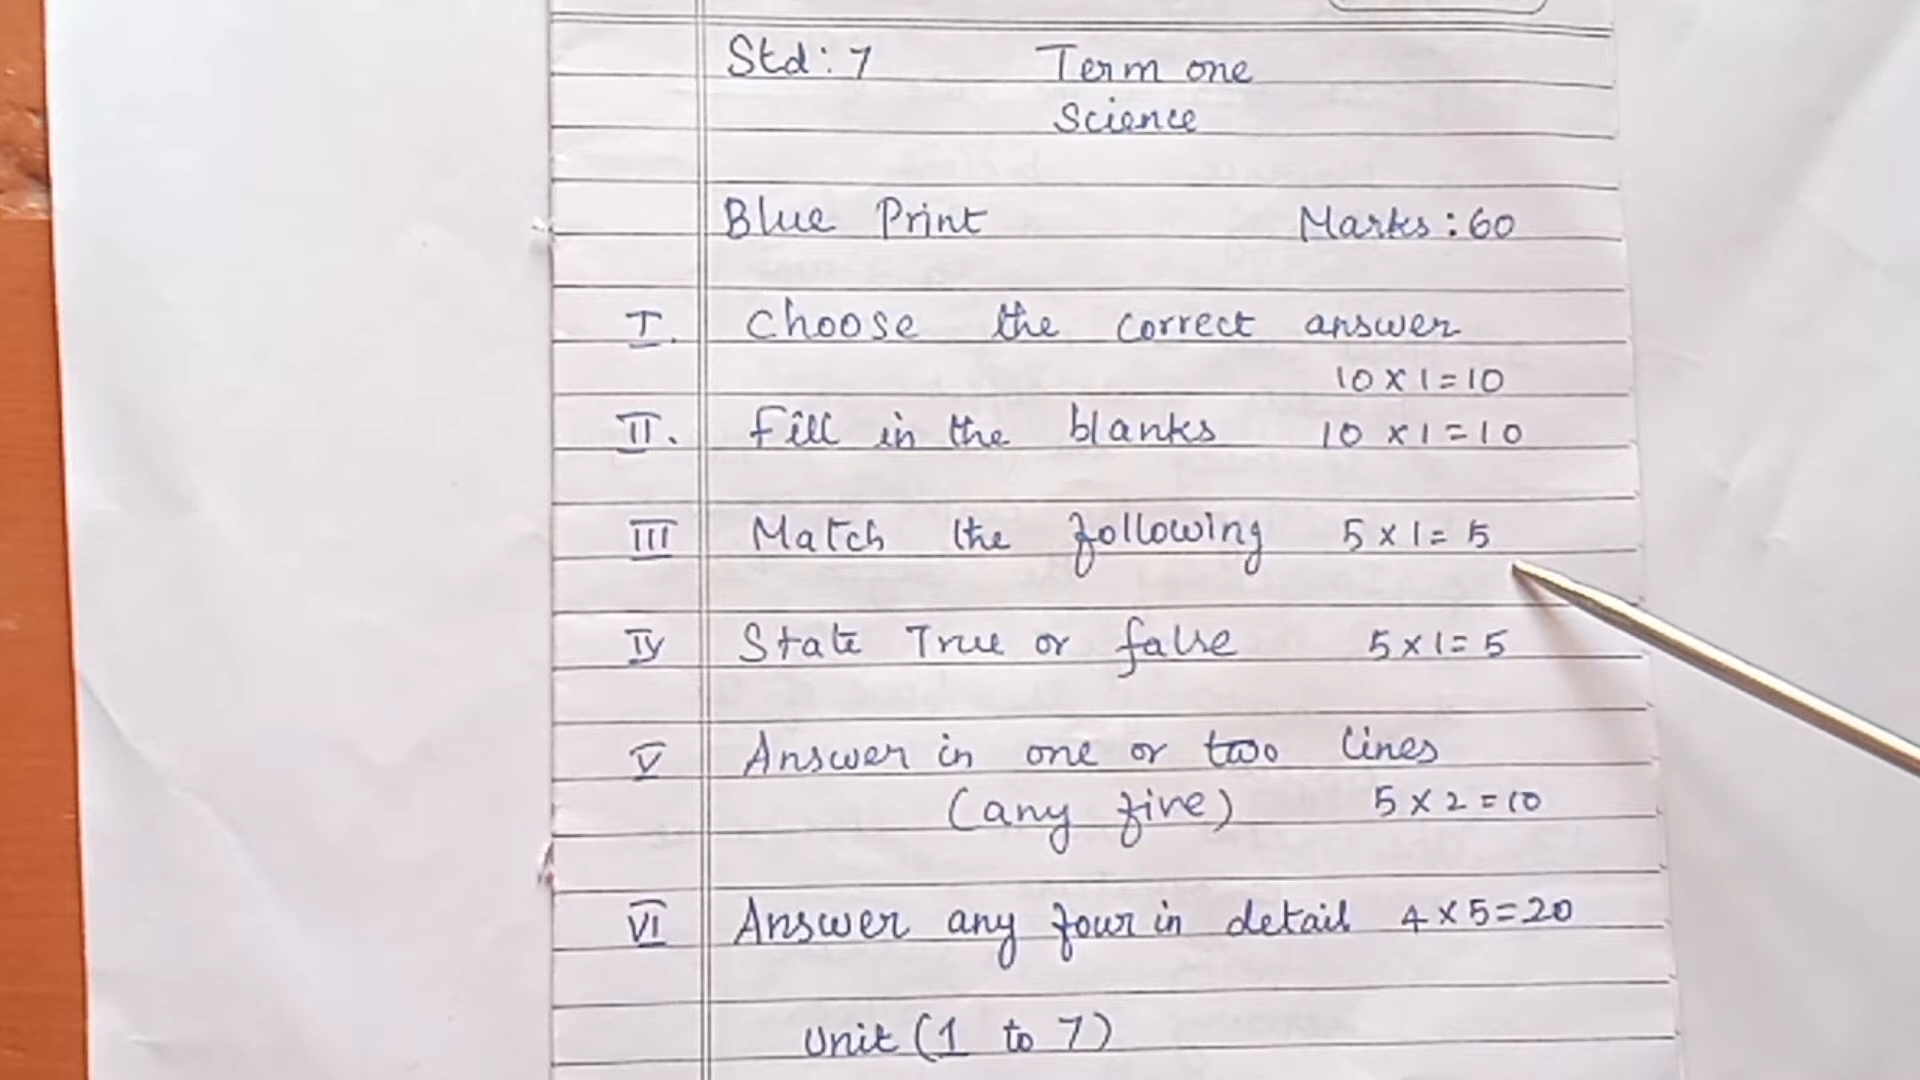 Std: 7 Term one
Science
Blue Print Marks: 60
I. Choose the correct answer
10 x 1 = 10
II. Fill in the blanks 10 x 1 = 10
III Match the following 5 x 1 = 5
IV State True or false 5 x 1 = 5
V Answer in one or two lines
(any five) 5 x 2 = 10
VI Answer any four in detail 4 x 5 = 20
Unit (1 to 7)